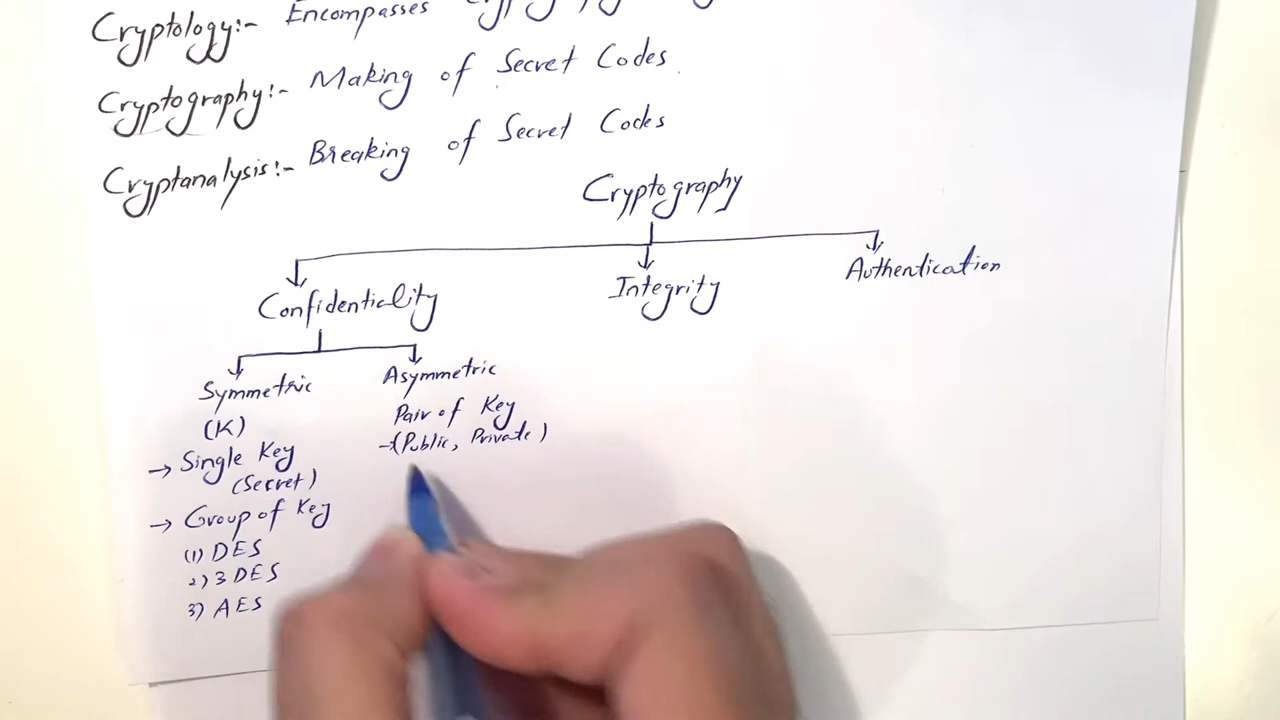 Cryptology:- Encompasses
Cryptography:- Making of Secret Codes
Cryptanalysis:- Breaking of Secret Codes
Cryptography
Confidenticlity Integrity Authentication
Symmetric Asymmetric
(K) Pair of Key
→ Single Key → (Public, Private)
(Secret)
→ Group of Key
(1) DES
2) 3 DES
3) AES